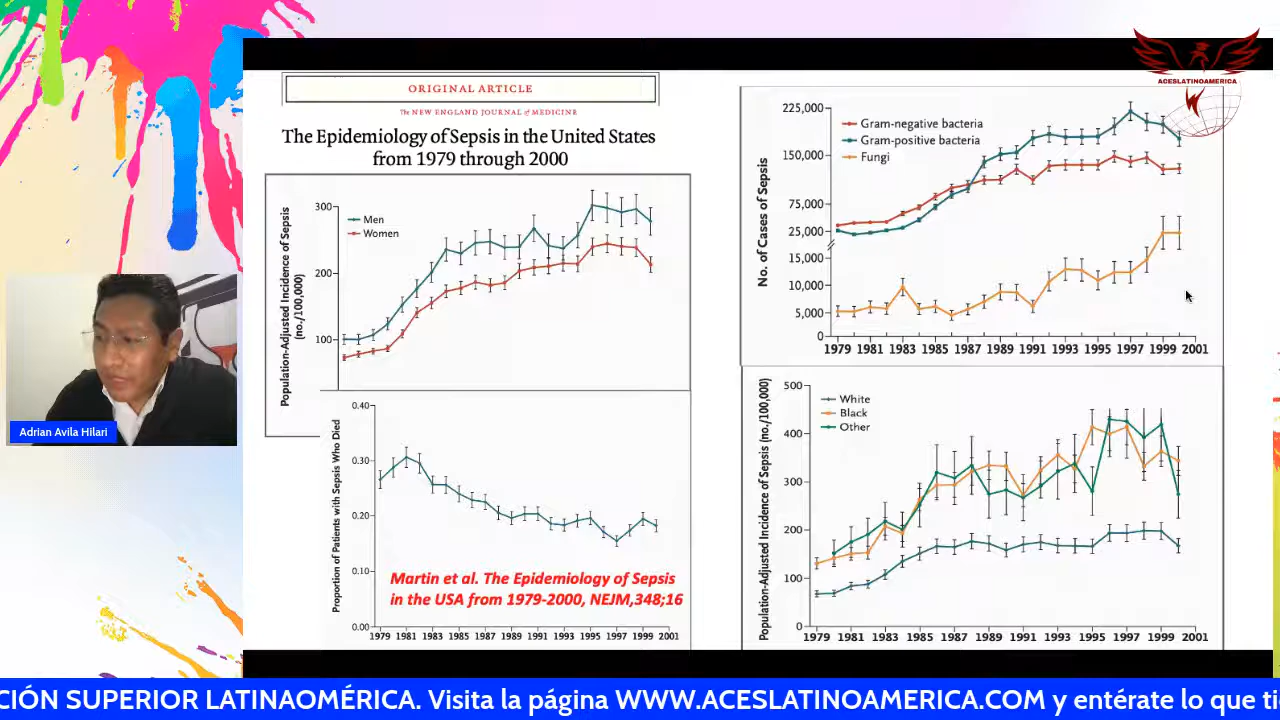 ORIGINAL ARTICLE
The NEW ENGLAND JOURNAL of MEDICINE
The Epidemiology of Sepsis in the United States
from 1979 through 2000
Population-Adjusted Incidence of Sepsis
(no./100,000)
300
200
100
Men
Women
Proportion of Patients with Sepsis Who Died
0.40
0.30
0.20
0.10
0.00
1979 1981 1983 1985 1987 1989 1991 1993 1995 1997 1999 2001
Martin et al. The Epidemiology of Sepsis
in the USA from 1979-2000, NEJM,348;16
ACESLATINOAMERICA
No. of Cases of Sepsis
225,000
150,000
75,000
25,000
15,000
10,000
5,000
0
Gram-negative bacteria
Gram-positive bacteria
Fungi
1979 1981 1983 1985 1987 1989 1991 1993 1995 1997 1999 2001
Population-Adjusted Incidence of Sepsis (no./100,000)
500
400
300
200
100
0
White
Black
Other
1979 1981 1983 1985 1987 1989 1991 1993 1995 1997 1999 2001
Adrian Avila Hilari
CIÓN SUPERIOR LATINAOMÉRICA. Visita la página WWW.ACESLATINOAMERICA.COM y entérate lo que ti